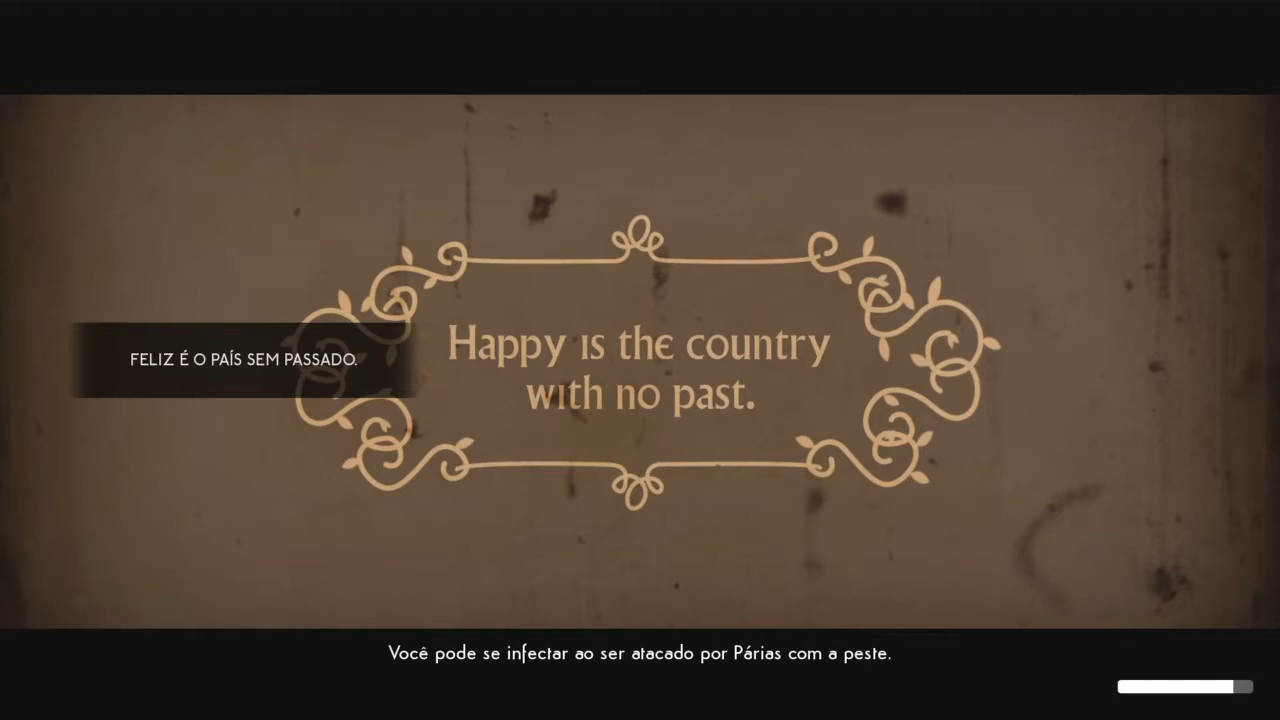 FELIZ É O PAÍS SEM PASSADO.
Happy is the country
with no past.
Você pode se infectar ao ser atacado por Párias com a peste.